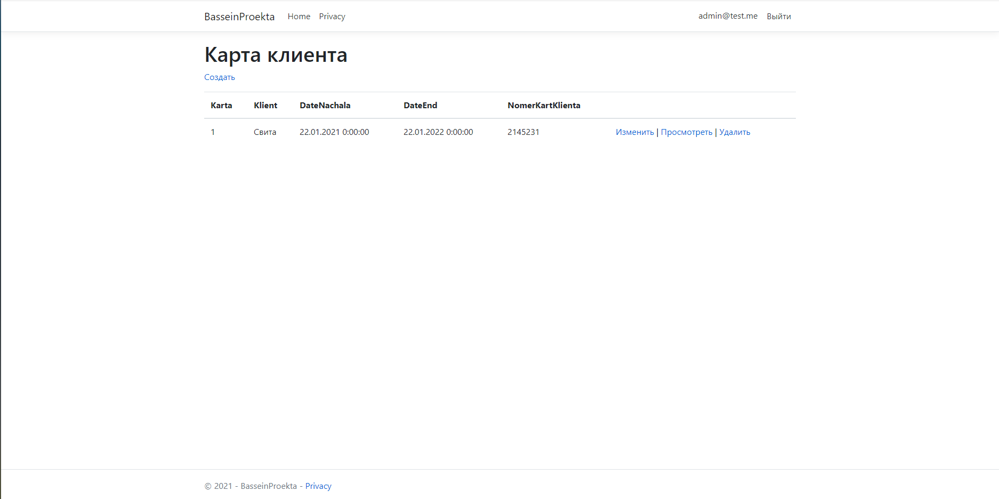 BasseinProekta Home Privacy admin@test.me Выйти
Карта клиента
Создать
Karta Klient DateNachala DateEnd NomerKartKlienta
1 Свита 22.01.2021 0:00:00 22.01.2022 0:00:00 2145231 Изменить | Просмотреть | Удалить
© 2021 - BasseinProekta - Privacy